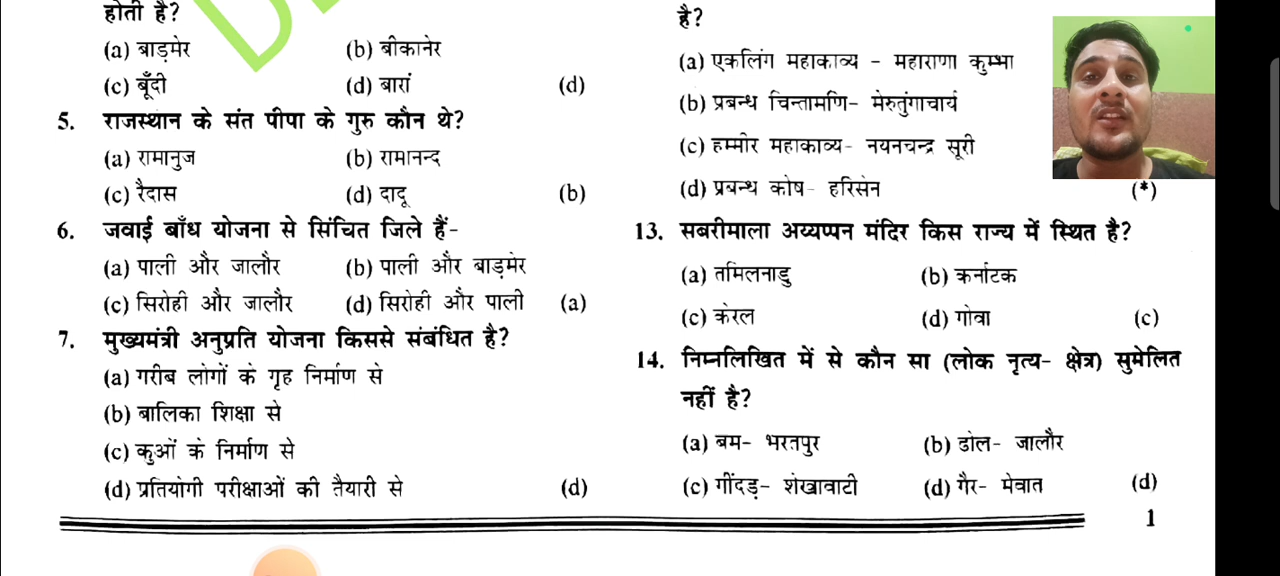 होती है?
(a) बाड़मेर (b) बीकानेर
(c) बूँदी (d) बारां (d)
5. राजस्थान के संत पीपा के गुरु कौन थे?
(a) रामानुज (b) रामानन्द
(c) रैदास (d) दादू (b)
6. जवाई बाँध योजना से सिंचित जिले हैं-
(a) पाली और जालौर (b) पाली और बाड़मेर
(c) सिरोही और जालौर (d) सिरोही और पाली (a)
7. मुख्यमंत्री अनुप्रति योजना किससे संबंधित है?
(a) गरीब लोगों के गृह निर्माण से
(b) बालिका शिक्षा से
(c) कुओं के निर्माण से
(d) प्रतियोगी परीक्षाओं की तैयारी से (d)
है?
(a) एकलिंग महाकाव्य - महाराणा कुम्भा
(b) प्रबन्ध चिन्तामणि- मेरुतुंगाचार्य
(c) हम्मीर महाकाव्य- नयनचन्द्र सूरी
(d) प्रबन्ध कोष- हरिसेन (*)
13. सबरीमाला अय्यप्पन मंदिर किस राज्य में स्थित है?
(a) तमिलनाडु (b) कर्नाटक
(c) केरल (d) गोवा (c)
14. निम्नलिखित में से कौन सा (लोक नृत्य- क्षेत्र) सुमेलित
नहीं है?
(a) बम- भरतपुर (b) ढोल- जालौर
(c) गींदड़- शेखावाटी (d) गैर- मेवात (d)
1